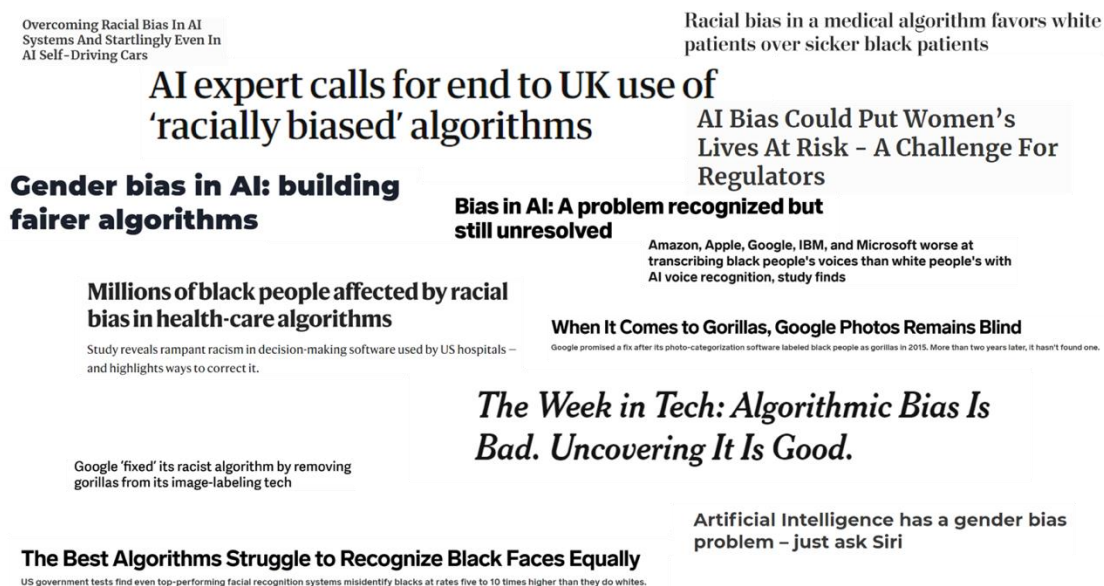 Overcoming Racial Bias In AI
Systems And Startlingly Even In
AI Self-Driving Cars
Racial bias in a medical algorithm favors white
patients over sicker black patients
AI expert calls for end to UK use of
‘racially biased’ algorithms
AI Bias Could Put Women’s
Lives At Risk – A Challenge For
Regulators
Gender bias in AI: building
fairer algorithms
Bias in AI: A problem recognized but
still unresolved
Amazon, Apple, Google, IBM, and Microsoft worse at
transcribing black people's voices than white people's with
AI voice recognition, study finds
Millions of black people affected by racial
bias in health-care algorithms
Study reveals rampant racism in decision-making software used by US hospitals –
and highlights ways to correct it.
When It Comes to Gorillas, Google Photos Remains Blind
Google promised a fix after its photo-categorization software labeled black people as gorillas in 2015. More than two years later, it hasn't found one.
The Week in Tech: Algorithmic Bias Is
Bad. Uncovering It Is Good.
Google ‘fixed’ its racist algorithm by removing
gorillas from its image-labeling tech
Artificial Intelligence has a gender bias
problem – just ask Siri
The Best Algorithms Struggle to Recognize Black Faces Equally
US government tests find even top-performing facial recognition systems misidentify blacks at rates five to 10 times higher than they do whites.